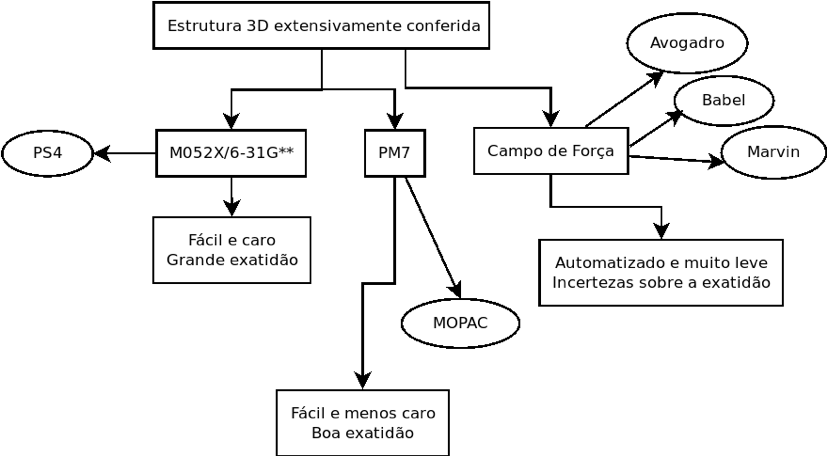 Estrutura 3D extensivamente conferida
Avogadro
Babel
PS4
M052X/6-31G**
PM7
Campo de Força
Marvin
Fácil e caro
Grande exatidão
Automatizado e muito leve
Incertezas sobre a exatidão
MOPAC
Fácil e menos caro
Boa exatidão